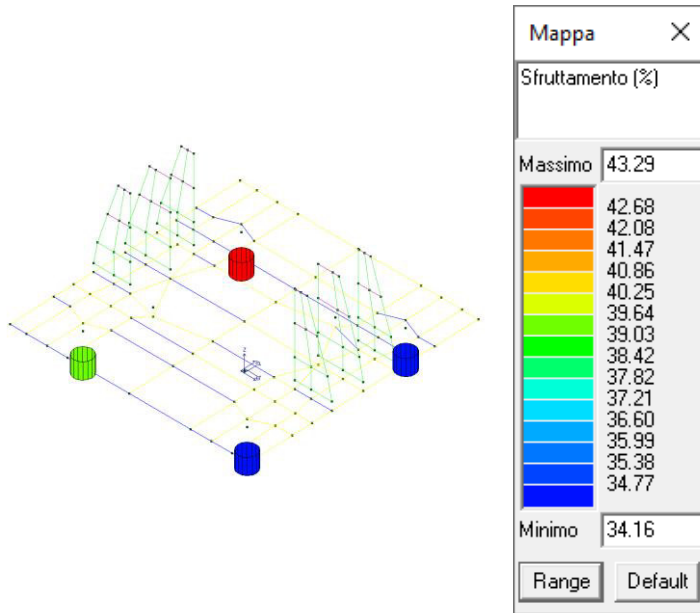 Mappa
Sfruttamento (%)
Massimo 43.29
42.68
42.08
41.47
40.86
40.25
39.64
39.03
38.42
37.82
37.21
36.60
35.99
35.38
34.77
Minimo 34.16
Range Default